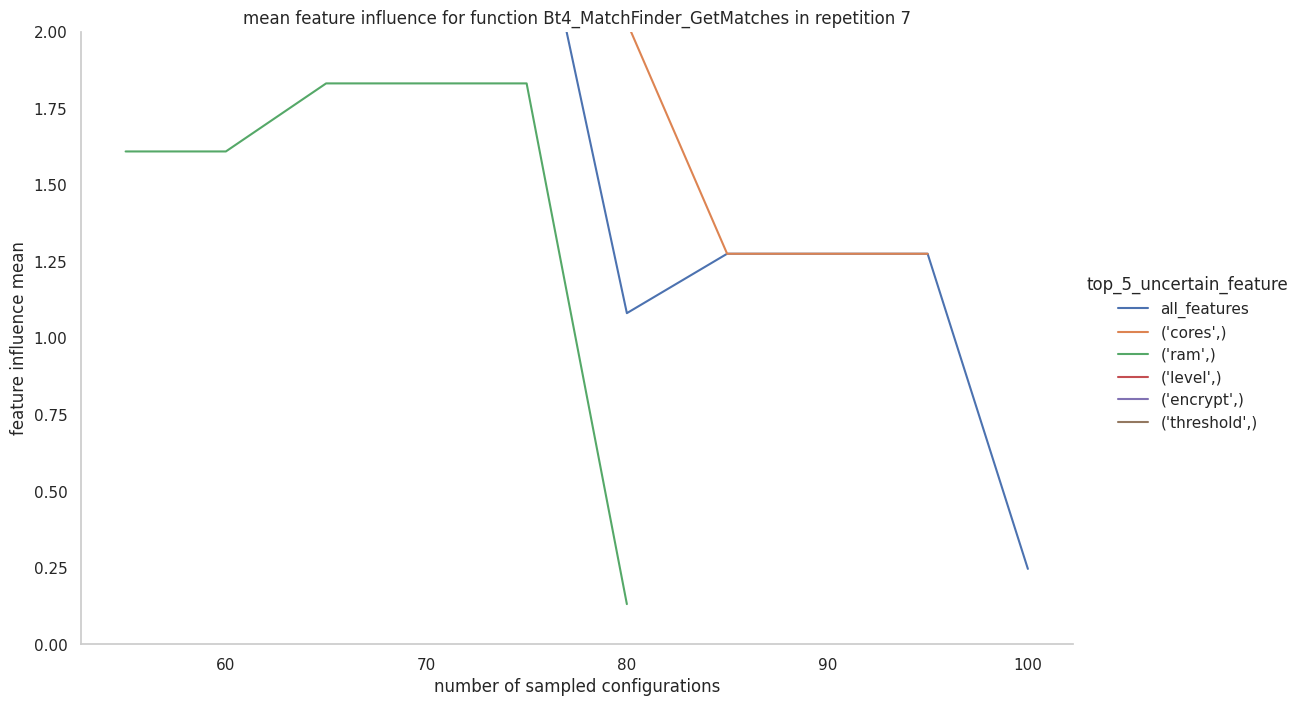 mean feature influence for function Bt4_MatchFinder_GetMatches in repetition 7
2.00
1.75
1.50
1.25
1.00
0.75
0.50
0.25
0.00
feature influence mean
60
70
80
90
100
number of sampled configurations
top_5_uncertain_feature
all_features
('cores',)
('ram',)
('level',)
('encrypt',)
('threshold',)